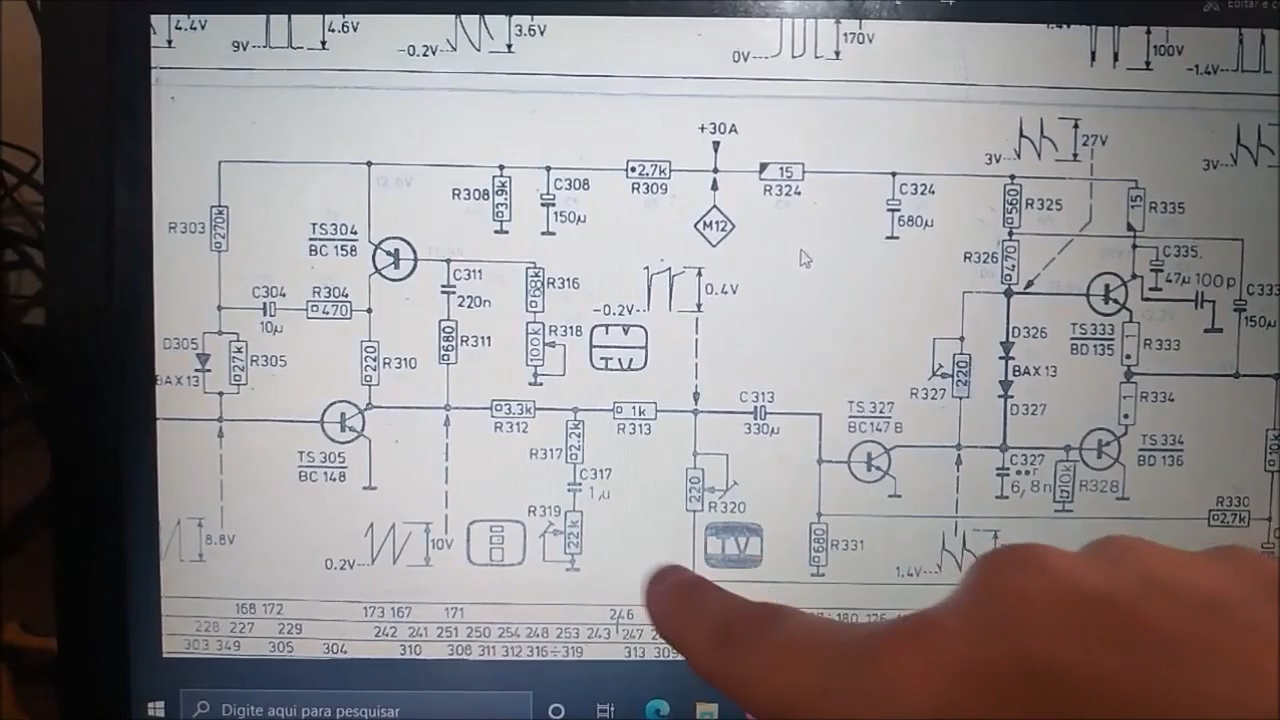 4.4V
9V
4.6V
-0.2V
3.6V
0V
170V
100V
-1.4V
+30A
3V
27V
3V
R303
270k
TS304
BC 158
R308
3.9k
C308
150µ
2.7k
R309
M12
15
R324
C324
680µ
560
R325
15
R335
R326
470
C335
47µ
100p
C333
150µ
C304
10µ
R304
470
C311
220n
68k
R316
-0.2V
0.4V
TS333
BD 135
R333
D305
BAX13
27k
R305
220
R310
680
R311
100k
R318
TV
TV
D326
BAX13
D327
R327
220
1
R334
TS 305
BC 148
3.3k
R312
1k
R313
C313
330µ
TS 327
BC147 B
TS 334
BD 136
R317
2.2k
C317
1µ
R319
22k
220
R320
TV
C327
6,8n
10k
R328
680
R331
R330
2.7k
8.8V
0.2V
10V
1.4V
168 172
173 167
171
246
228 227
229
242 241 251 250 254 248 253 243
247
303 349
305
304
310
308 311 312 316÷319
313 309
Digite aqui para pesquisar